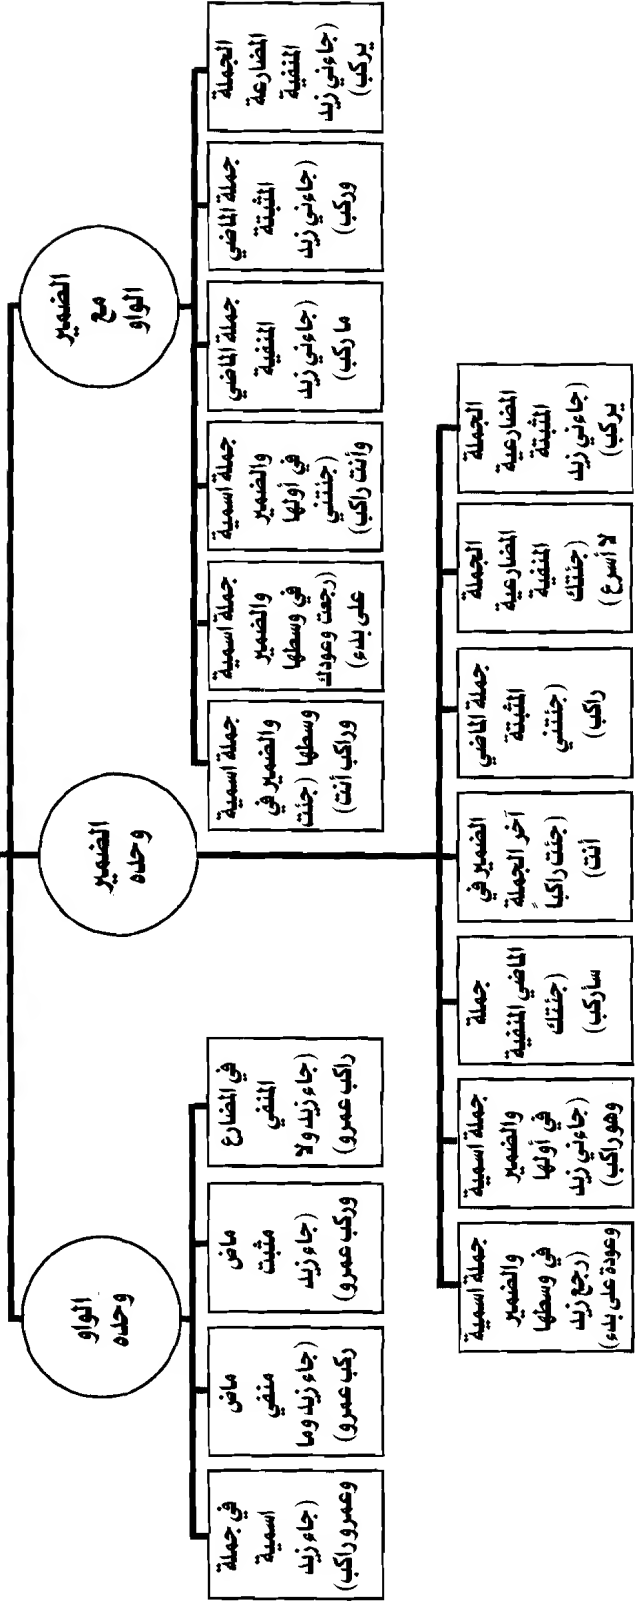 الضمير
مع
الواو
الجملة
المضارعة
المنفية
(جاءني زيد
يركب)
جملة الماضي
المثبتة
(جاءني زيد
وركب)
جملة الماضي
المنفية
(جاءني زيد
ما ركب)
جملة اسمية
والضمير
في أولها
(جئتني
وأنت راكب)
جملة اسمية
والضمير
في وسطها
(رجعت وعودك
على بدء)
جملة اسمية
والضمير في
وسطها (جئت
وراكب أنت)
الضمير
وحده
الجملة
المضارعية
المثبتة
(جاءني زيد
يركب)
الجملة
المضارعية
المنفية
(جئتك
لا أسرع)
جملة الماضي
المثبتة
(جئتني
راكب)
الضمير في
آخر الجملة
(جئت راكباً
أنت)
جملة
الماضي المنفية
(جئتك
سأركب)
جملة اسمية
والضمير
في أولها
(جاءني زيد
وهو راكب)
جملة اسمية
والضمير
في وسطها
(رجع زيد
وعودة على بدء)
الواو
وحده
في المضارع
المنفي
(جاء زيد ولا
راكب عمرو)
ماض
مثبت
(جاء زيد
وركب عمرو)
ماض
منفي
(جاء زيد وما
ركب عمرو)
في جملة
اسمية
(جاء زيد
وعمرو راكب)